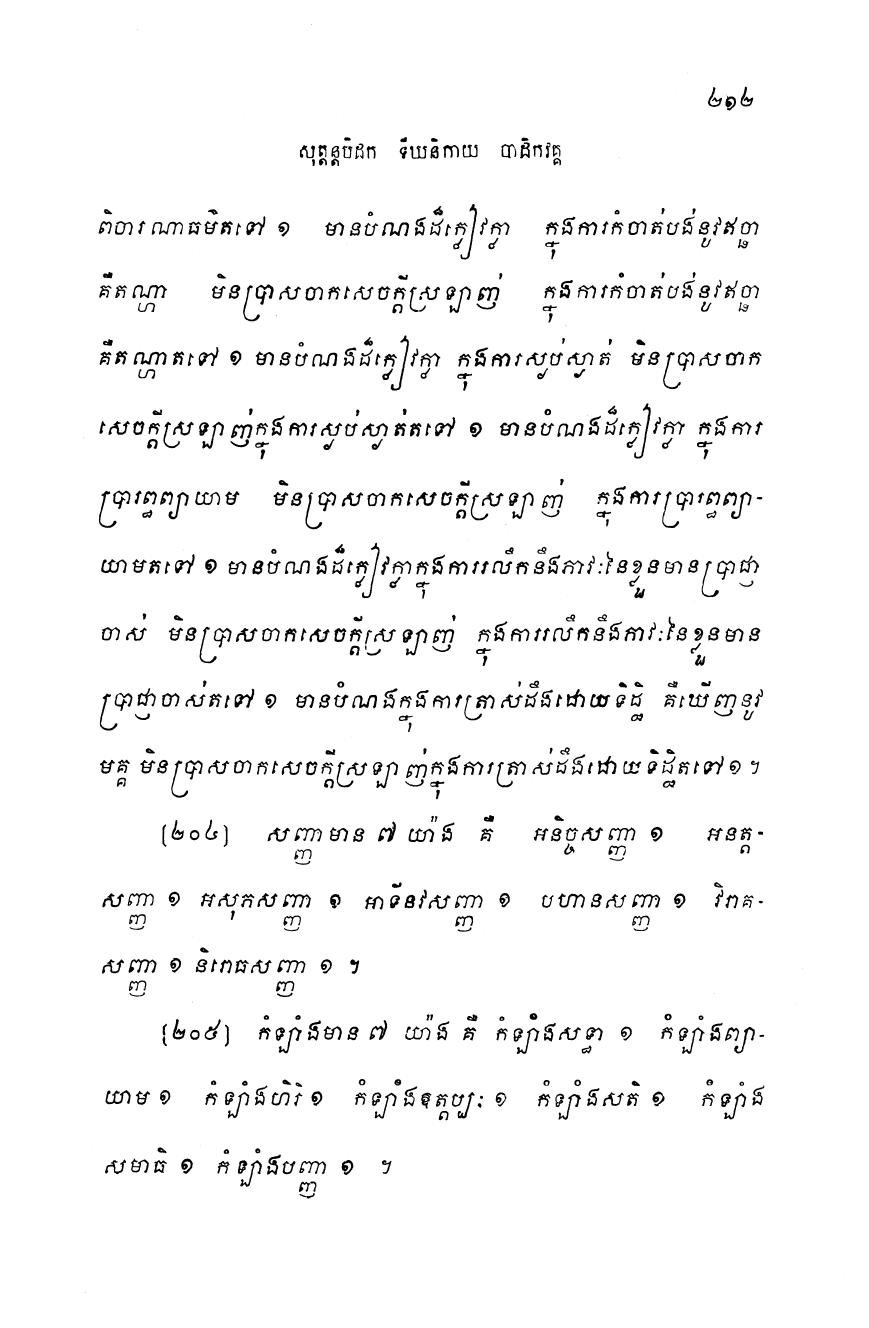 ២១២
សុត្តន្តបិដក ទីឃនិកាយ បាដិកវគ្គ
ពិចារណាធម៌តទៅ ១ មានបំណងដ៏ក្លៀវក្លា ក្នុងការកំចាត់បង់នូវឥច្ឆា
គឺតណ្ហា មិនប្រាសចាកសេចក្តីស្រឡាញ់ ក្នុងការកំចាត់បង់នូវឥច្ឆា
គឺតណ្ហាតទៅ ១ មានបំណងដ៏ក្លៀវក្លា ក្នុងការស្ងប់ស្ងាត់ មិនប្រាសចាក
សេចក្តីស្រឡាញ់ក្នុងការស្ងប់ស្ងាត់តទៅ ១ មានបំណងដ៏ក្លៀវក្លា ក្នុងការ
ប្រារព្ធព្យាយាម មិនប្រាសចាកសេចក្តីស្រឡាញ់ ក្នុងការប្រារព្ធព្យា-
យាមតទៅ ១ មានបំណងដ៏ក្លៀវក្លាក្នុងការរលឹកនឹងភាវៈនៃខ្លួនមានប្រាជ្ញា
ចាស់ មិនប្រាសចាកសេចក្តីស្រឡាញ់ ក្នុងការរលឹកនឹងភាវៈនៃខ្លួនមាន
ប្រាជ្ញាចាស់តទៅ ១ មានបំណងក្នុងការត្រាស់ដឹងដោយទិដ្ឋិ គឺឃើញនូវ
មគ្គ មិនប្រាសចាកសេចក្តីស្រឡាញ់ក្នុងការត្រាស់ដឹងដោយទិដ្ឋិតទៅ ១ ។
[២០៤] សញ្ញាមាន ៧ យ៉ាង គឺ អនិច្ចសញ្ញា ១ អនត្ត-
សញ្ញា ១ អសុភសញ្ញា ១ អាទីនវសញ្ញា ១ បហានសញ្ញា ១ វិរាគ-
សញ្ញា ១ និរោធសញ្ញា ១ ។
[២០៥] កំឡាំងមាន ៧ យ៉ាង គឺ កំឡាំងសទ្ធា ១ កំឡាំងព្យា-
យាម ១ កំឡាំងហិរិ ១ កំឡាំងឱត្តប្បៈ ១ កំឡាំងសតិ ១ កំឡាំង
សមាធិ ១ កំឡាំងបញ្ញា ១ ។